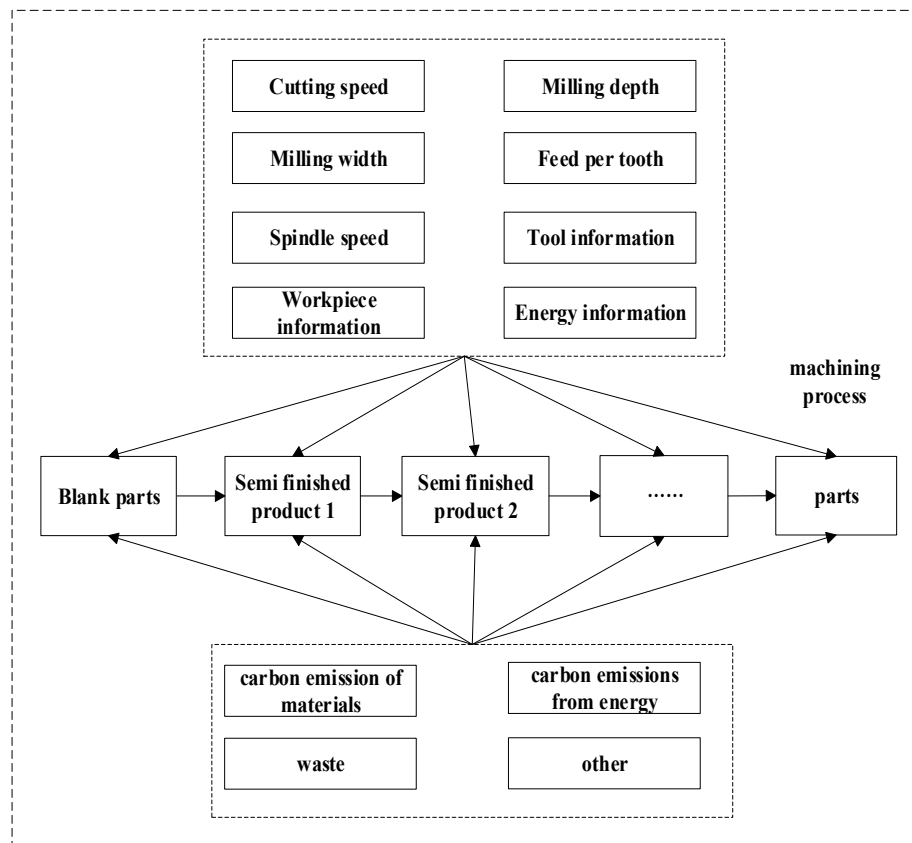 Cutting speed
Milling depth
Milling width
Feed per tooth
Spindle speed
Tool information
Workpiece
information
Energy information
machining
process
Blank parts
Semi finished
product 1
Semi finished
product 2
······
parts
carbon emission of
materials
carbon emissions
from energy
waste
other